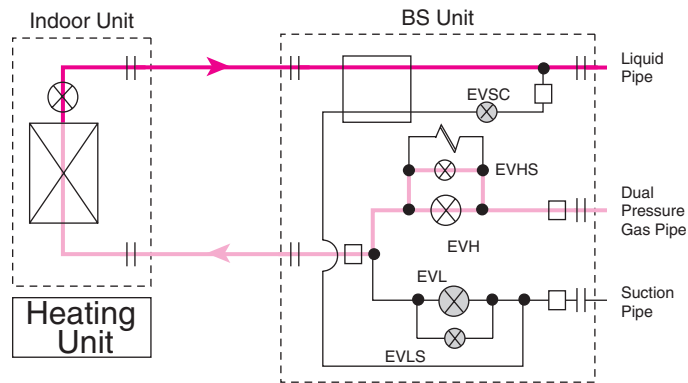 Indoor Unit
BS Unit
Liquid
Pipe
EVSC
EVHS
Dual
Pressure
Gas Pipe
EVH
EVL
Suction
Pipe
EVLS
Heating
Unit